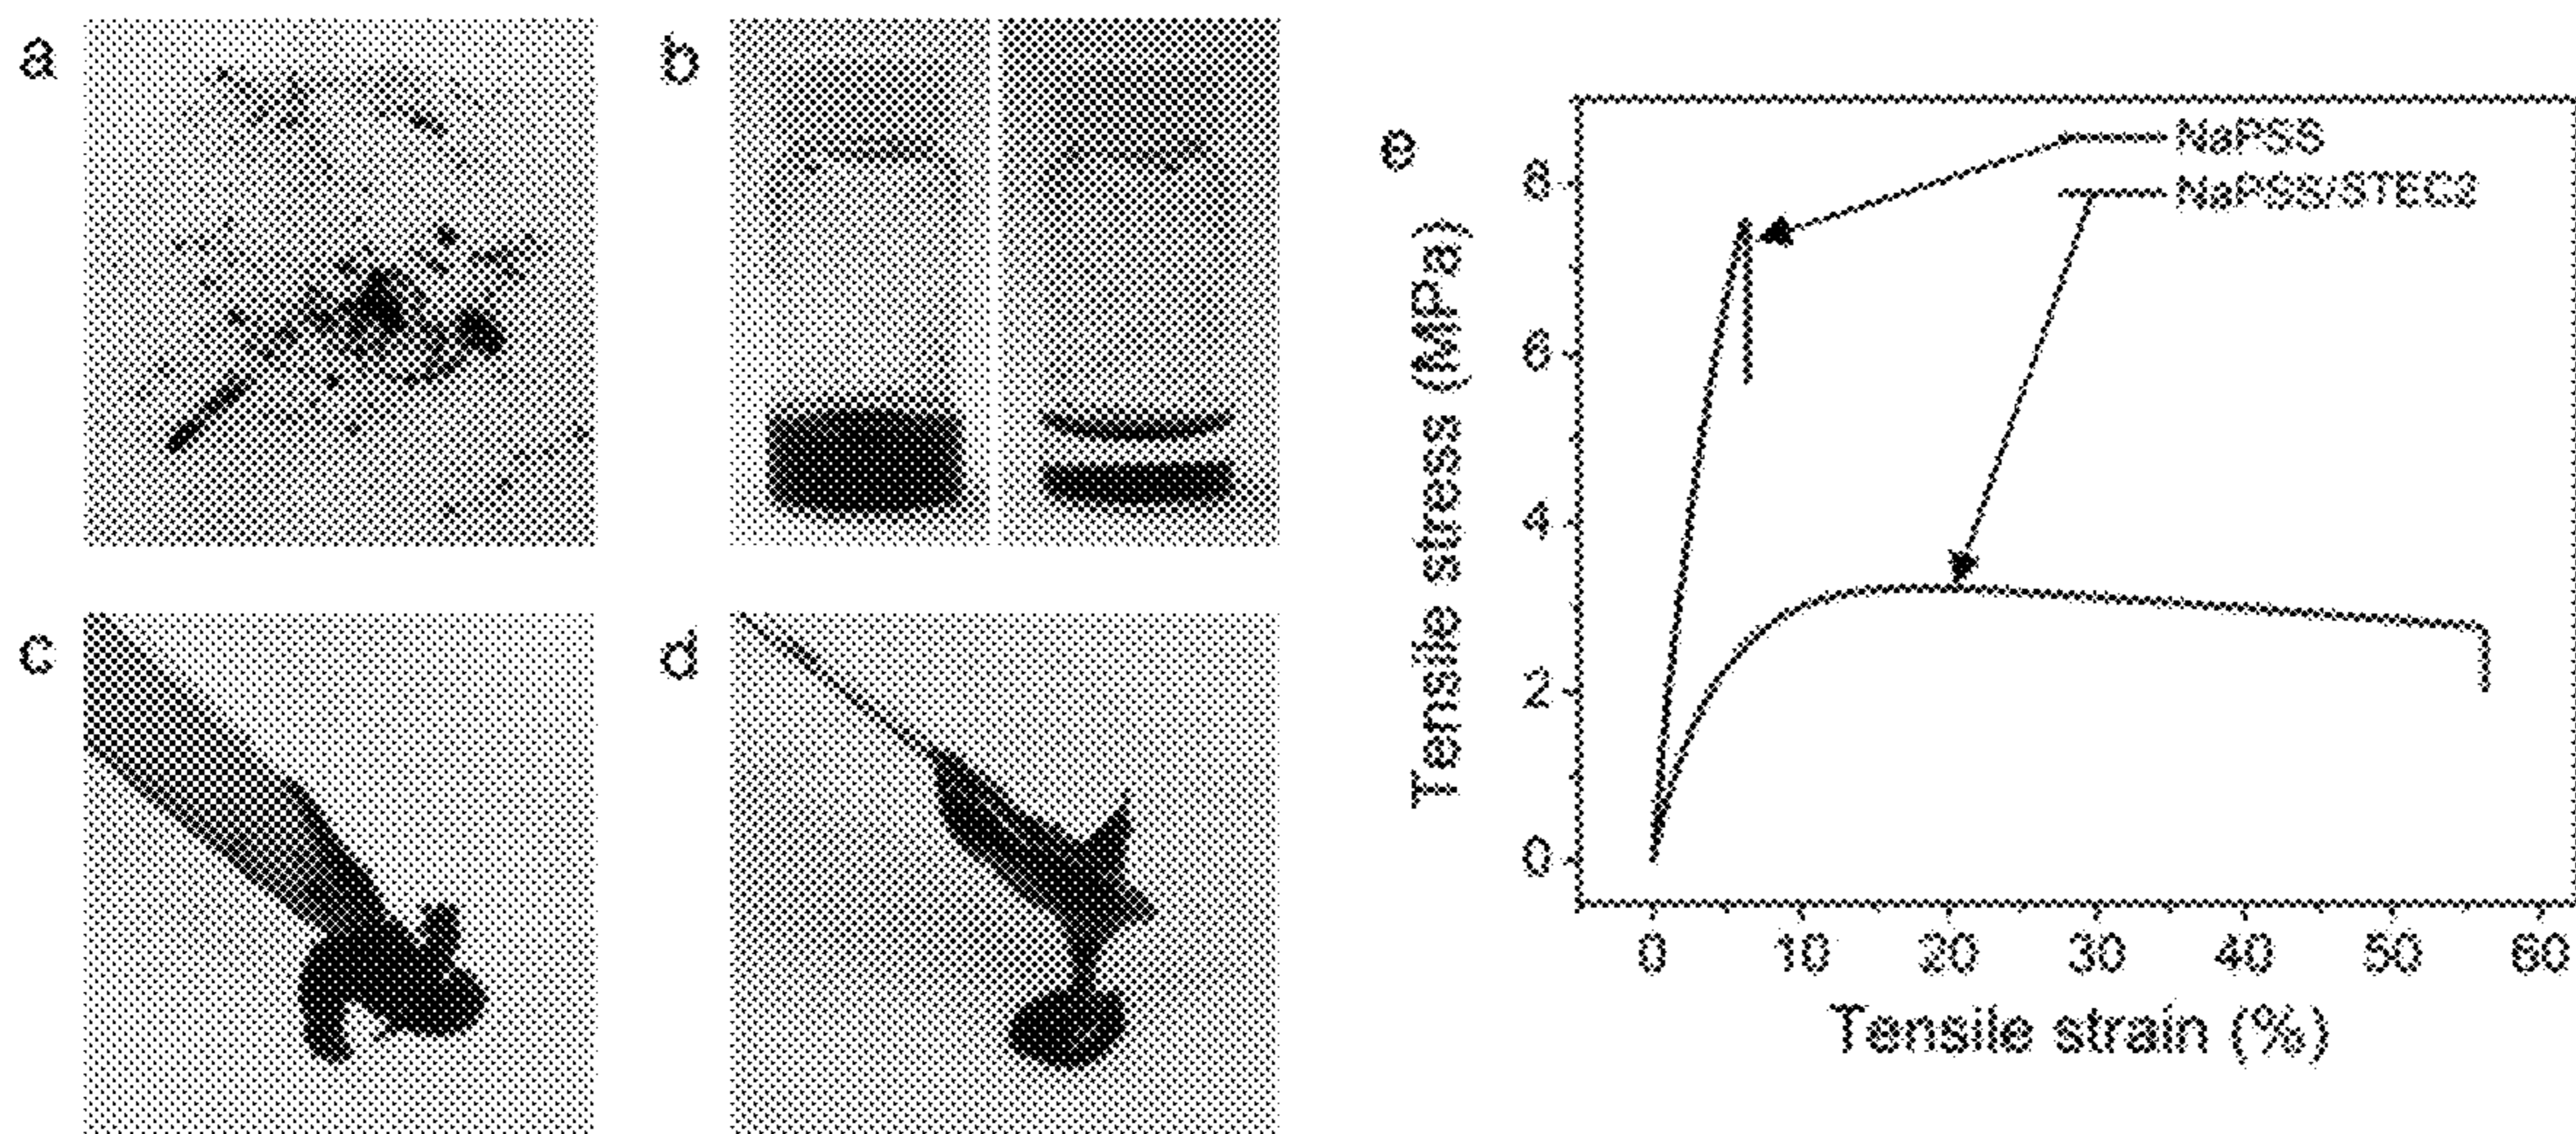 a
b
c
d
e
NaPSS
NaPSS/STEC2
Tensile stress (MPa)
8
6
4
2
0
0 10 20 30 40 50 60
Tensile strain (%)